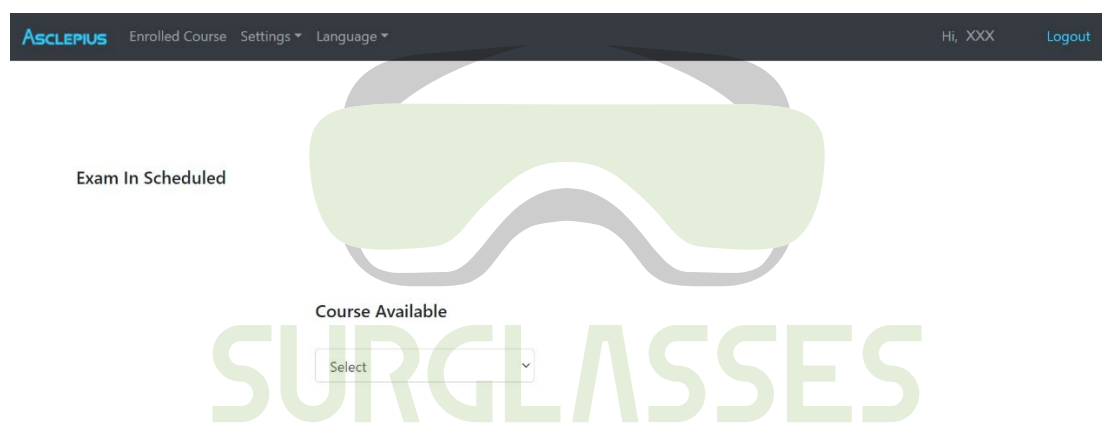 ASCLEPIUS Enrolled Course Settings Language Hi, XXX Logout
Exam In Scheduled
Course Available
Select
SURGLASSES